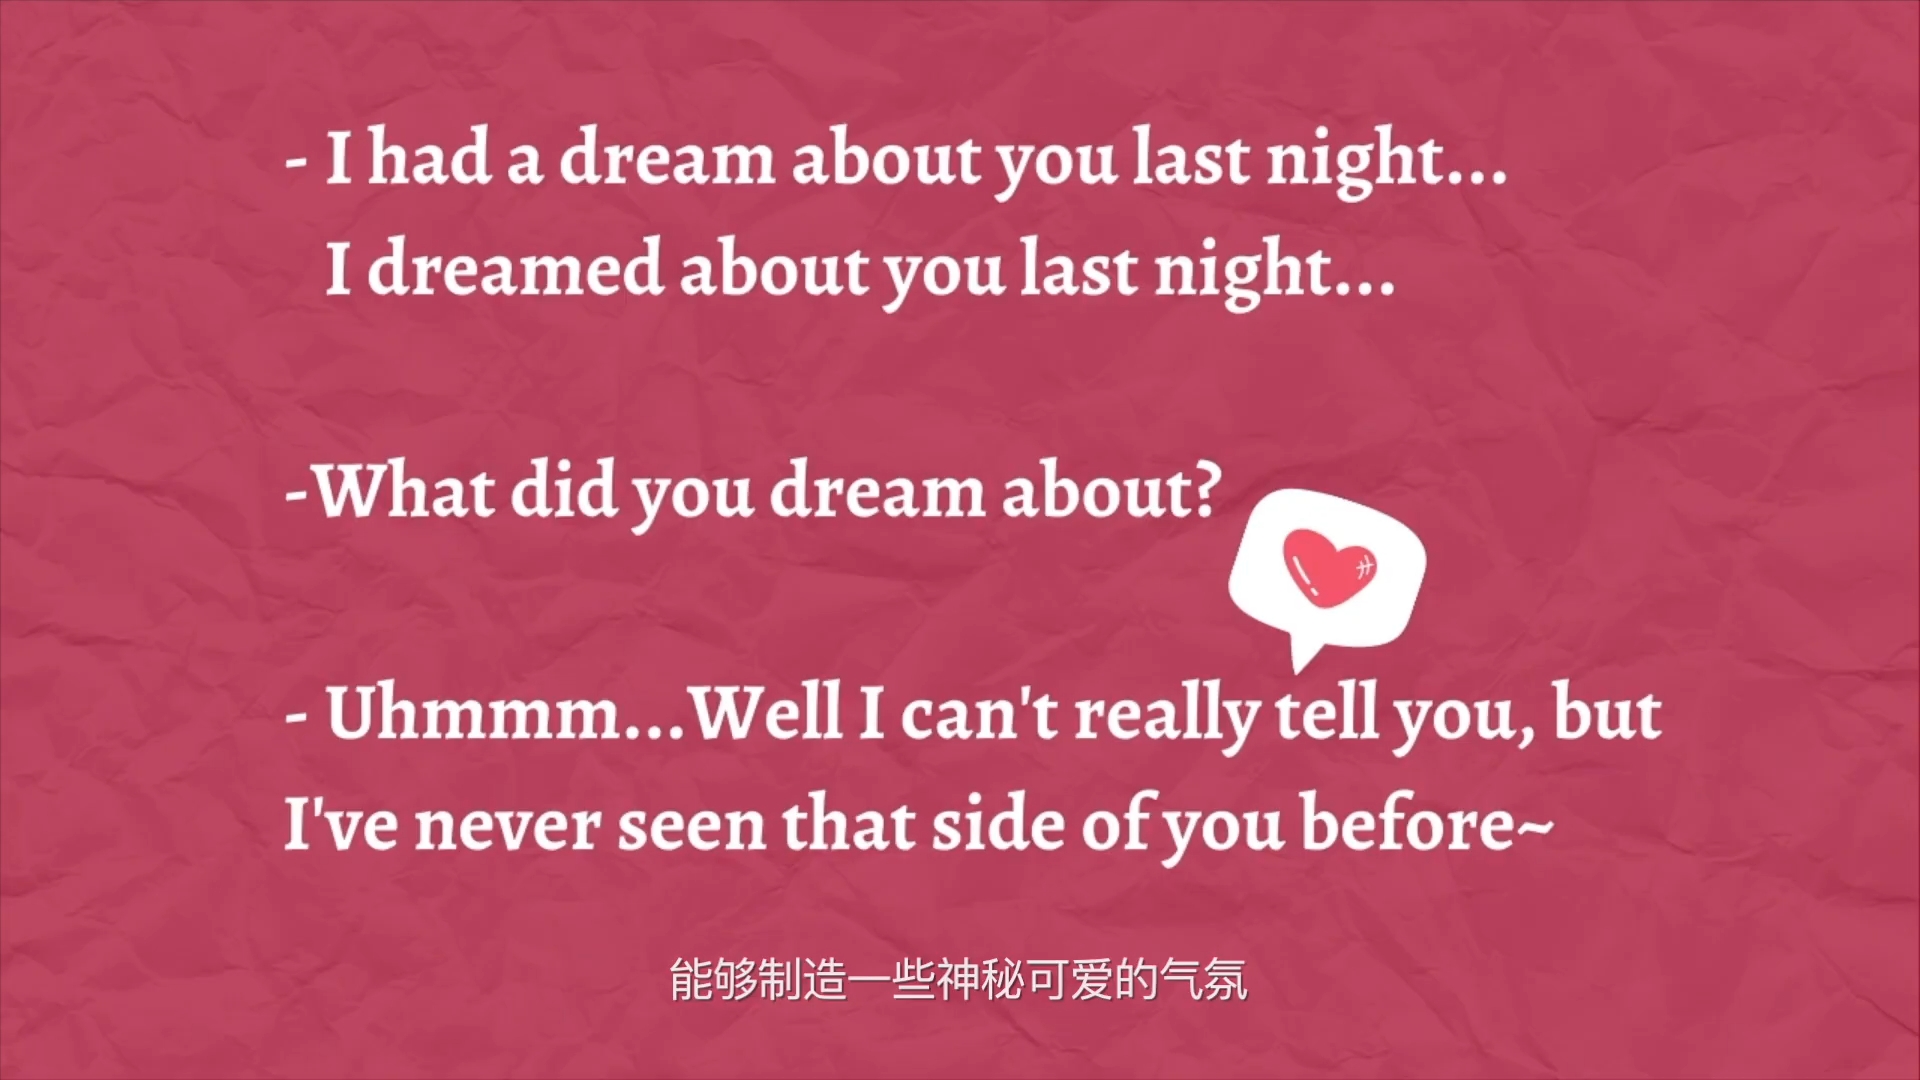 - I had a dream about you last night...
I dreamed about you last night...
-What did you dream about?
- Uhmmm...Well I can't really tell you, but
I've never seen that side of you before~
能够制造一些神秘可爱的气氛